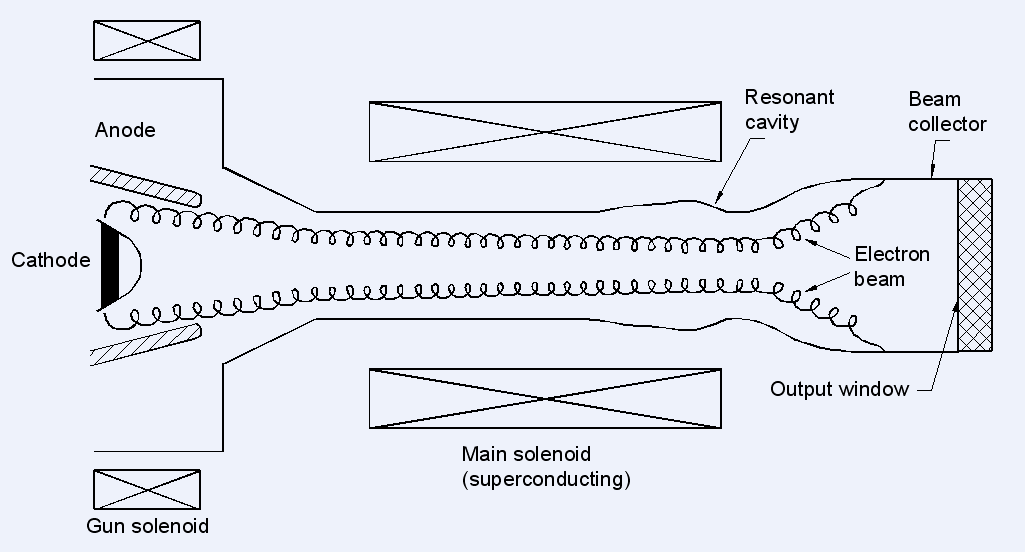 Resonant
cavity
Beam
collector
Anode
Cathode
Electron
beam
Output window
Main solenoid
(superconducting)
Gun solenoid